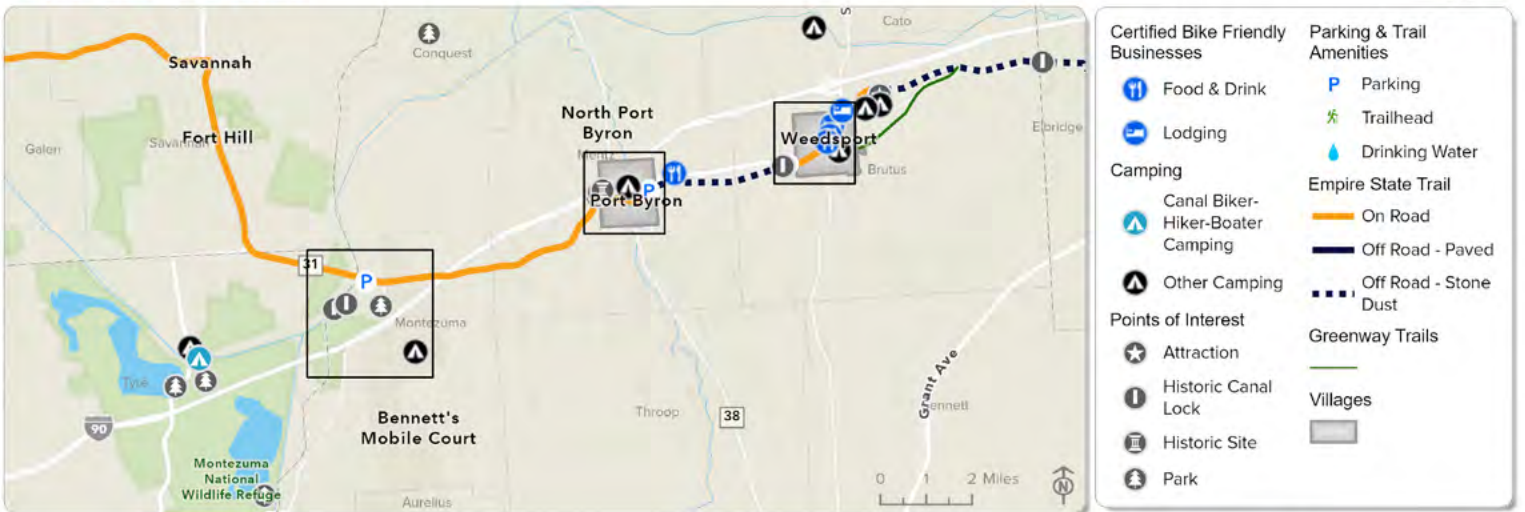 Cato
S
Conquest
Savannah
North Port
Byron
Fort Hill
Savannah
Galen
Mentz
Weedsport
Elbridge
Brutus
P
Port Byron
31
P
Montezuma
Tyre
Grant Ave
Throop
38
Bennett's
Mobile Court
90
Montezuma
National
Wildlife Refuge
Aurelius
0 1 2 Miles
N
Certified Bike Friendly
Businesses
Food & Drink
Lodging
Camping
Canal Biker-
Hiker-Boater
Camping
Other Camping
Points of Interest
Attraction
Historic Canal
Lock
Historic Site
Park
Parking & Trail
Amenities
P Parking
Trailhead
Drinking Water
Empire State Trail
On Road
Off Road - Paved
Off Road - Stone
Dust
Greenway Trails
Villages